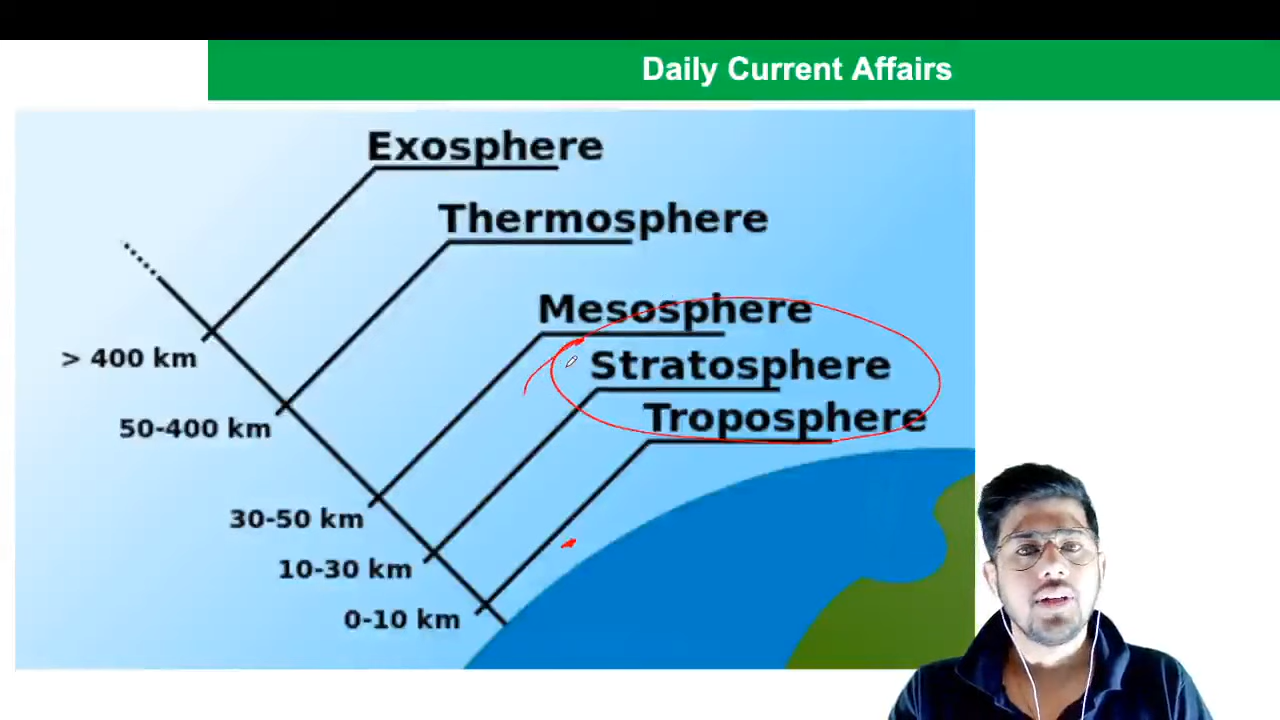 Daily Current Affairs
Exosphere
Thermosphere
Mesosphere
Stratosphere
Troposphere
> 400 km
50-400 km
30-50 km
10-30 km
0-10 km